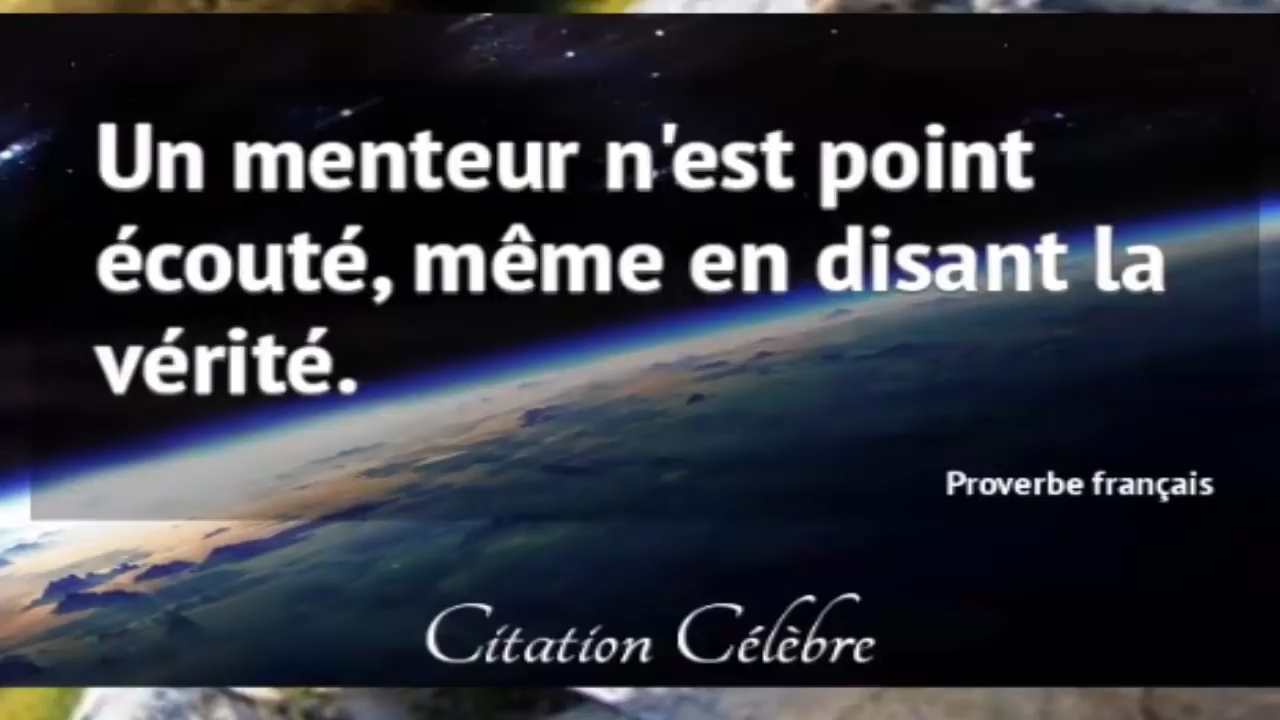 Un menteur n'est point
écouté, même en disant la
vérité.
Proverbe français
Citation Célèbre